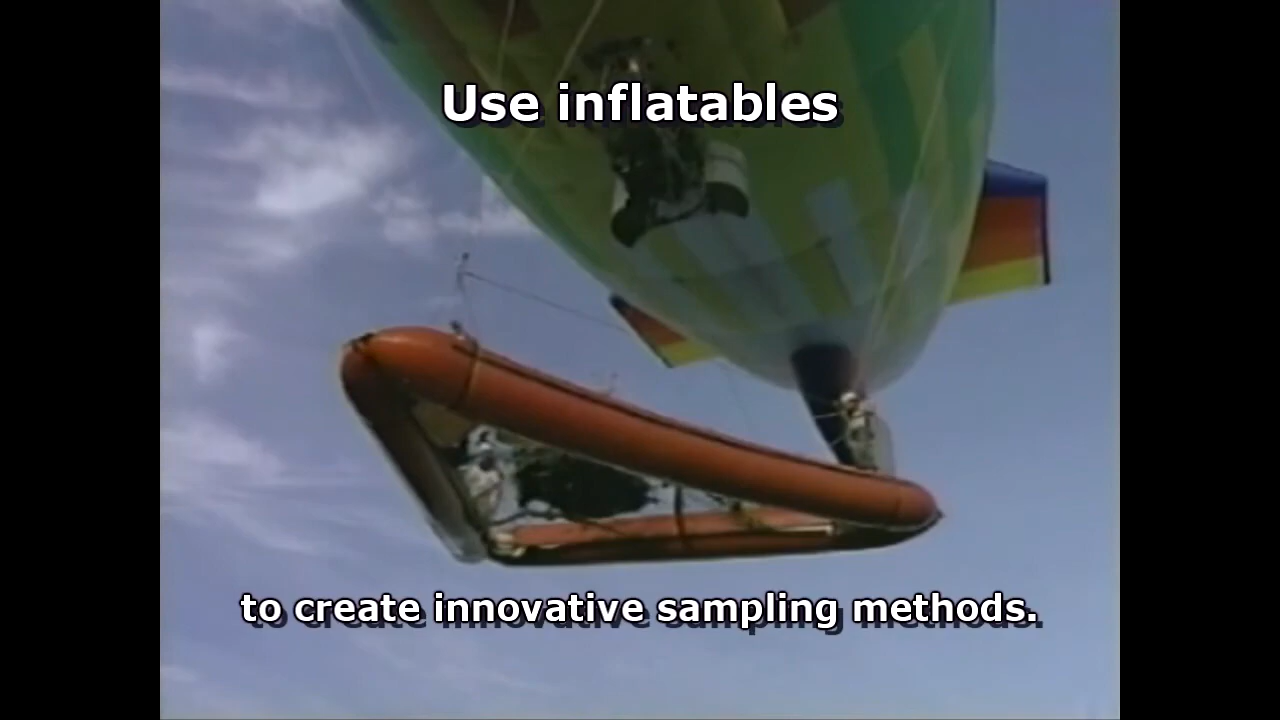 Use inflatables
to create innovative sampling methods.